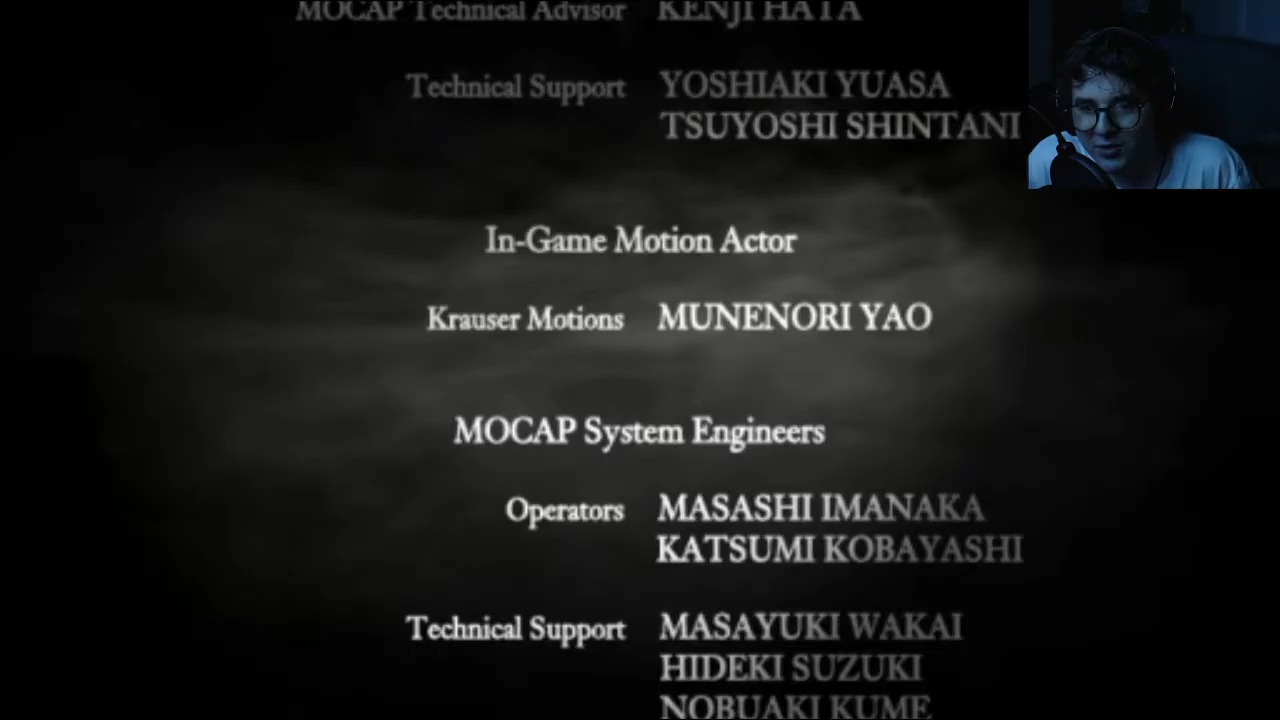 MOCAP Technical Advisor KENJI HATA
Technical Support YOSHIAKI YUASA
TSUYOSHI SHINTANI
In-Game Motion Actor
Krauser Motions MUNENORI YAO
MOCAP System Engineers
Operators MASASHI IMANAKA
KATSUMI KOBAYASHI
Technical Support MASAYUKI WAKAI
HIDEKI SUZUKI
NOBUAKI KUME